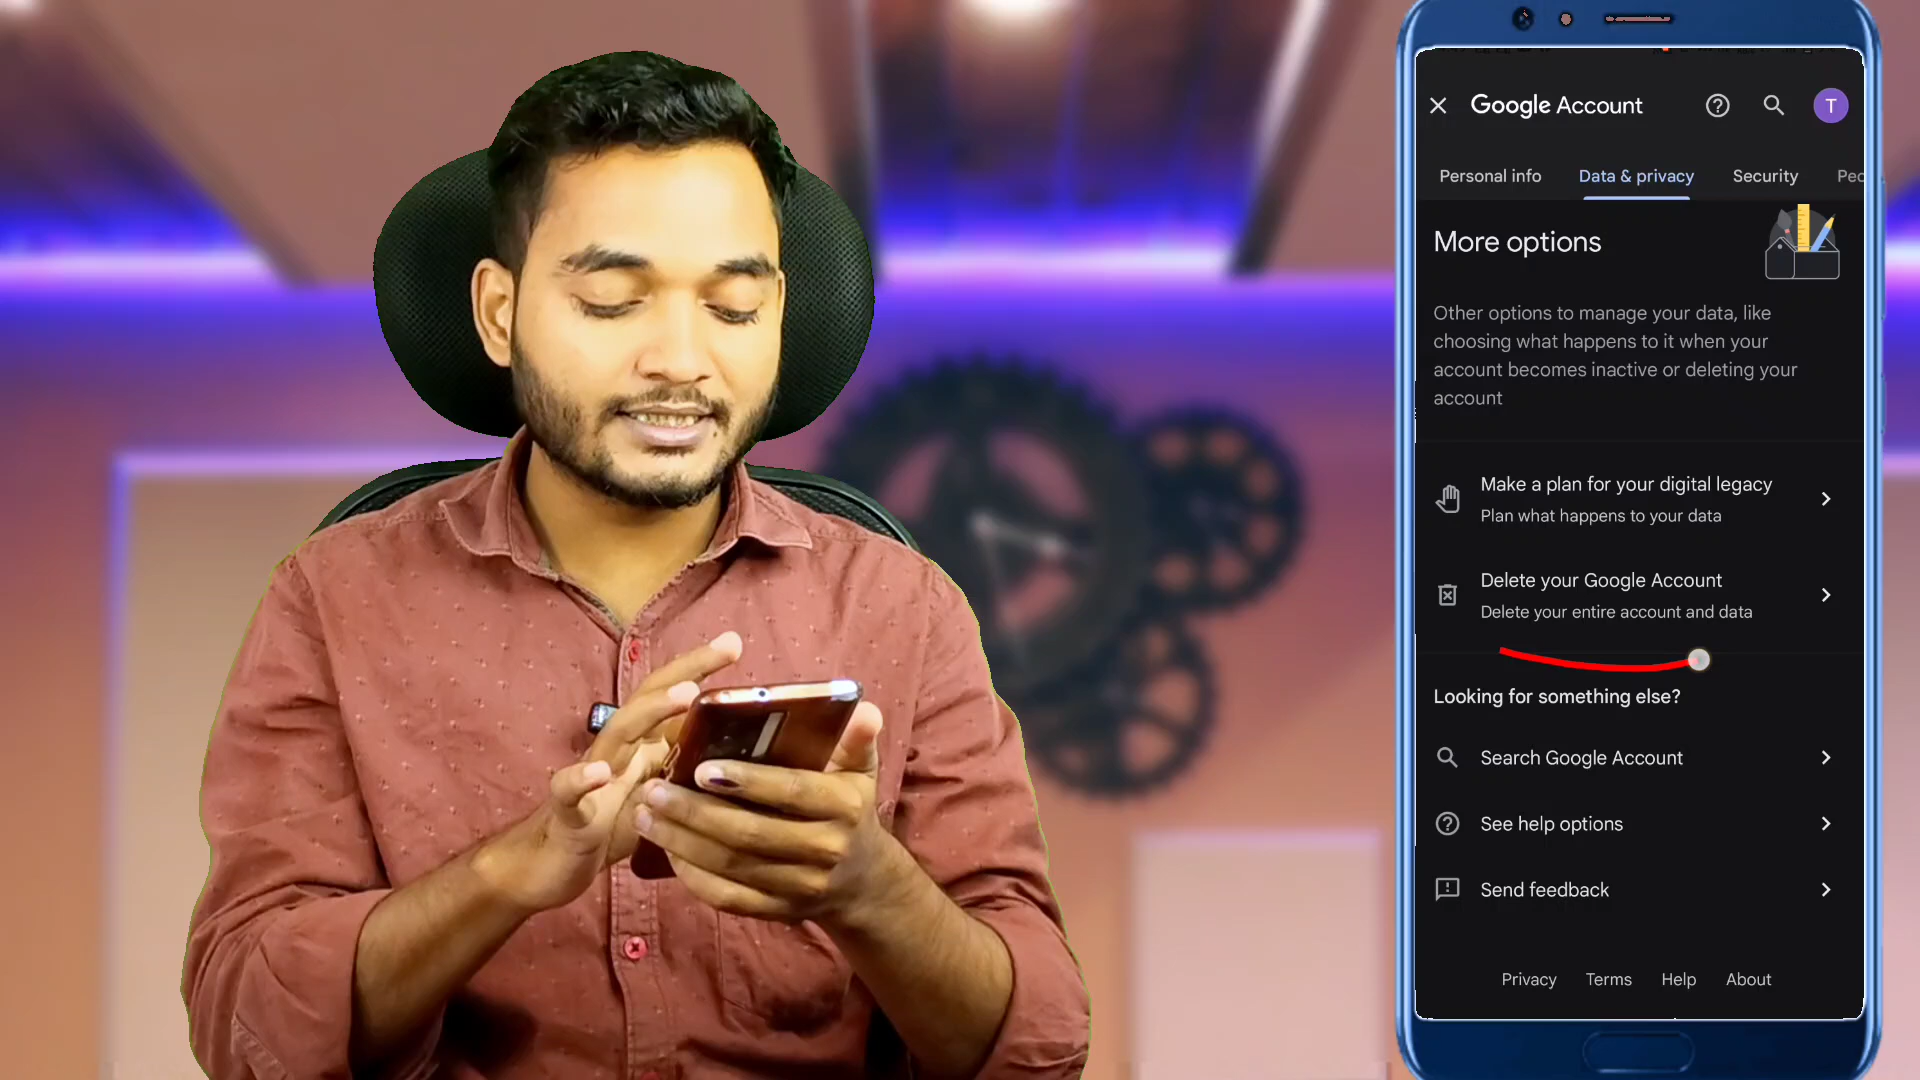 Google Account
T
Personal info
Data & privacy
Security
More options
Other options to manage your data, like
choosing what happens to it when your
account becomes inactive or deleting your
account
Make a plan for your digital legacy
Plan what happens to your data
Delete your Google Account
Delete your entire account and data
Looking for something else?
Search Google Account
See help options
Send feedback
Privacy Terms Help About